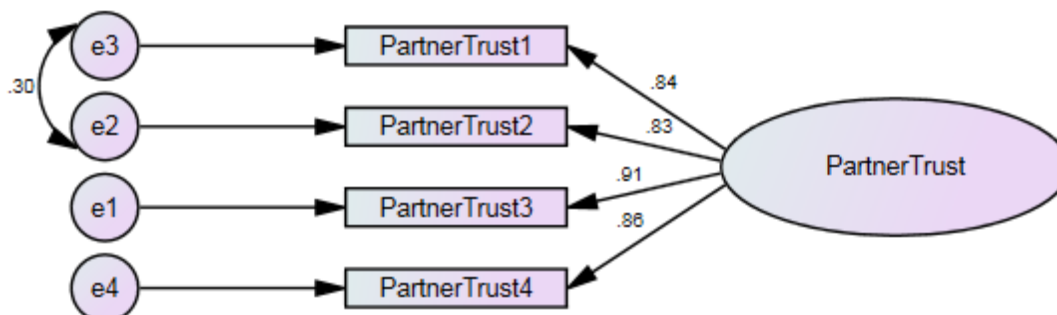 e3
PartnerTrust1
.84
.30
e2
PartnerTrust2
.83
PartnerTrust
e1
PartnerTrust3
.91
e4
PartnerTrust4
.86